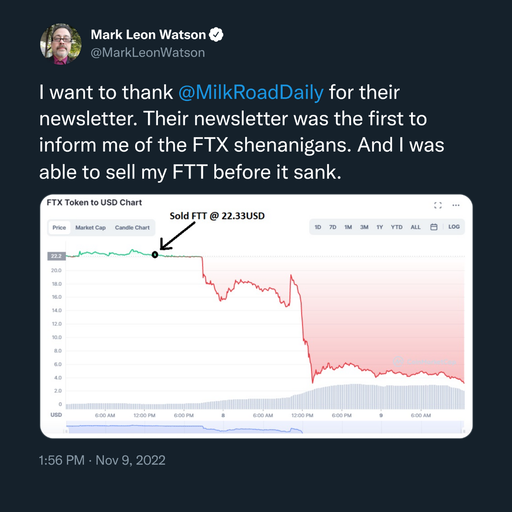 Mark Leon Watson
@MarkLeonWatson
I want to thank @MilkRoadDaily for their
newsletter. Their newsletter was the first to
inform me of the FTX shenanigans. And I was
able to sell my FTT before it sank.
FTX Token to USD Chart
Sold FTT @ 22.33USD
Price Market Cap Candle Chart
1D 7D 1M 3M 1Y YTD ALL LOG
22.2
20.0
18.0
16.0
14.0
12.0
10.0
8.0
6.0
4.0
2.0
0
USD 6:00 AM 12:00 PM 6:00 PM 8 6:00 AM 12:00 PM 6:00 PM 9 6:00 AM
1:56 PM · Nov 9, 2022